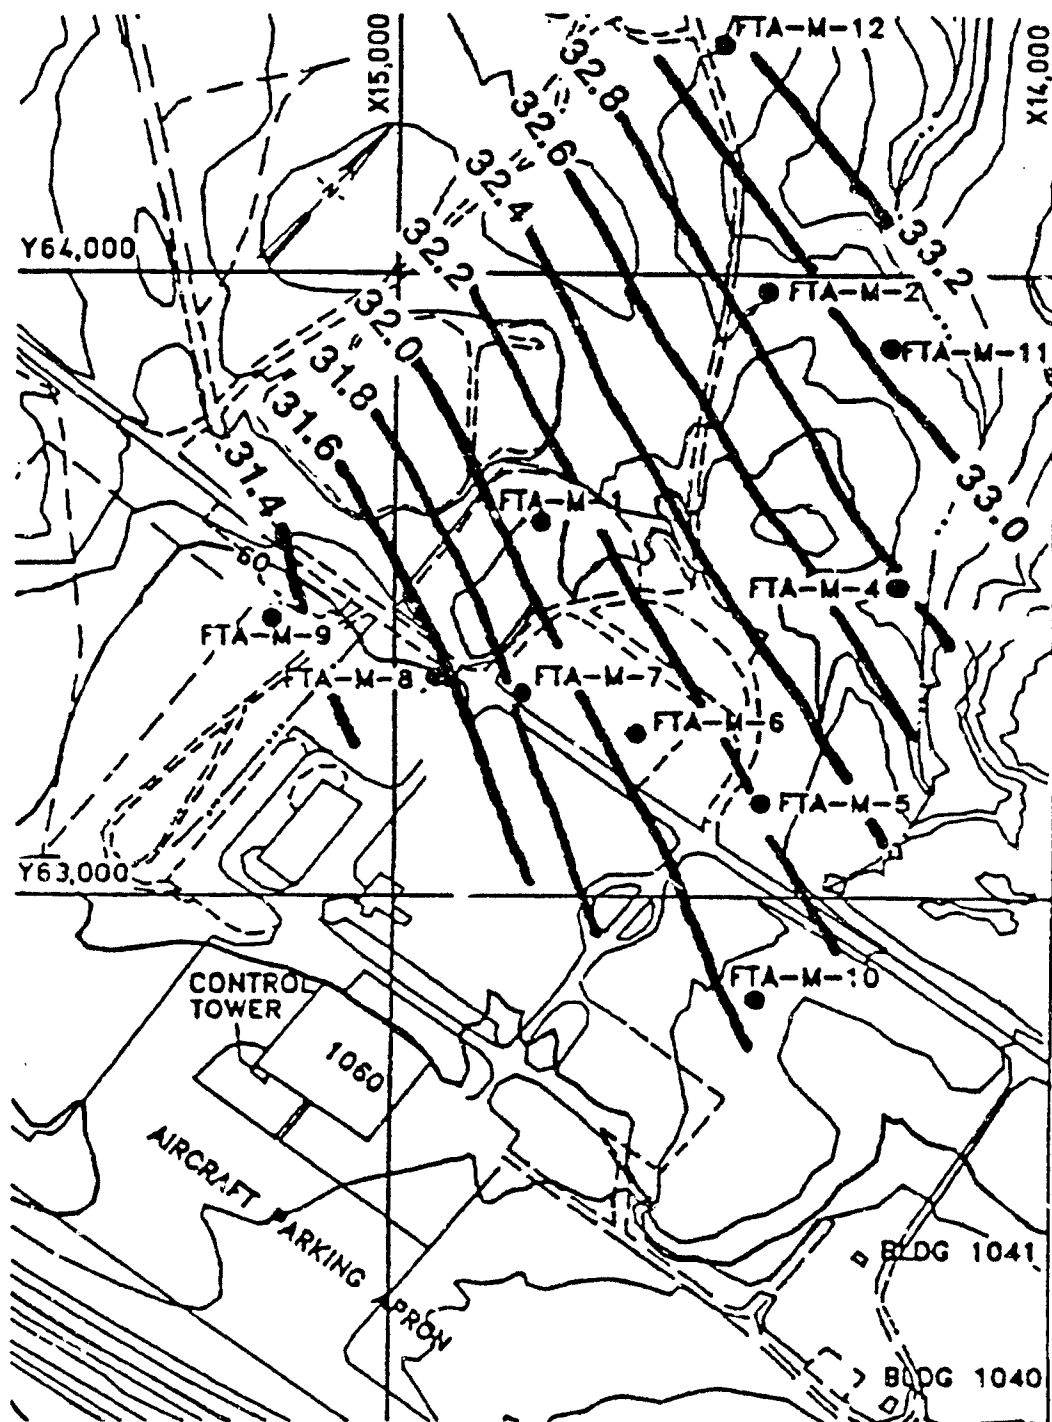 FTA-M-12
X15,000
X14,000
32.8
32.6
32.4
32.2
32.0
31.8
31.6
31.4
33.2
33.0
N
Y64,000
FTA-M-2
FTA-M-11
FTA-M-1
60
FTA-M-4
FTA-M-9
FTA-M-8
FTA-M-7
FTA-M-6
FTA-M-5
Y63,000
FTA-M-10
CONTROL
TOWER
1060
AIRCRAFT PARKING APRON
BLDG 1041
BLDG 1040